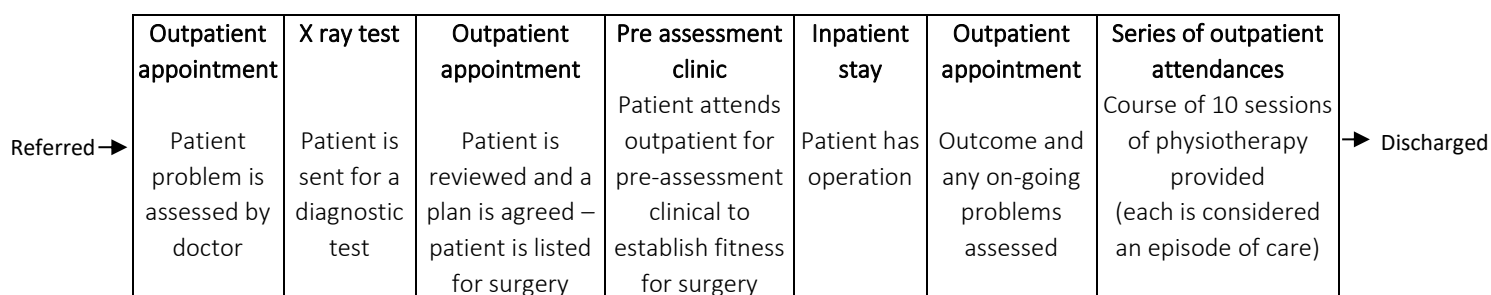 Referred
Outpatient
appointment
Patient
problem is
assessed by
doctor
X ray test
Patient is
sent for a
diagnostic
test
Outpatient
appointment
Patient is
reviewed and a
plan is agreed –
patient is listed
for surgery
Pre assessment
clinic
Patient attends
outpatient for
pre-assessment
clinical to
establish fitness
for surgery
Inpatient
stay
Patient has
operation
Outpatient
appointment
Outcome and
any on-going
problems
assessed
Series of outpatient
attendances
Course of 10 sessions
of physiotherapy
provided
(each is considered
an episode of care)
Discharged